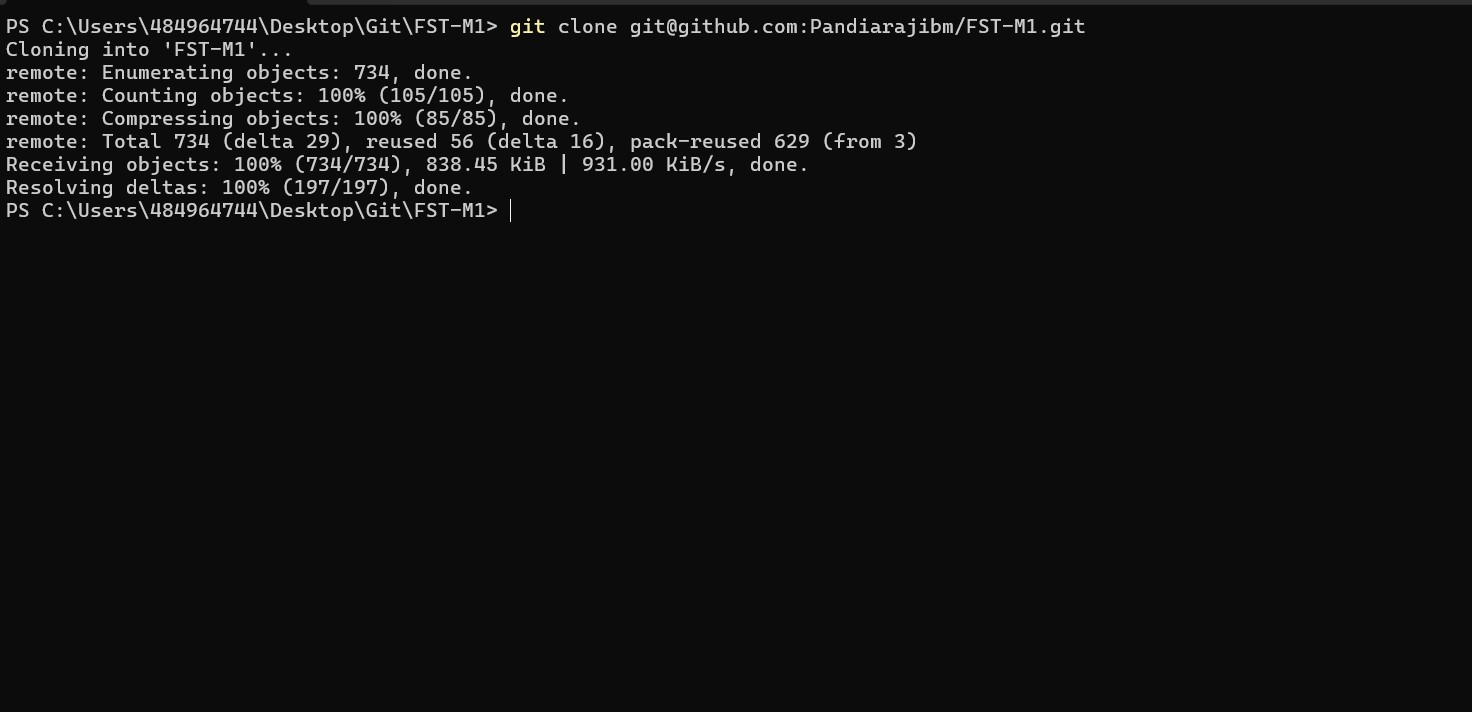 PS C:\Users\484964744\Desktop\Git\FST-M1> git clone git@github.com:Pandiarajibm/FST-M1.git
Cloning into 'FST-M1'...
remote: Enumerating objects: 734, done.
remote: Counting objects: 100% (105/105), done.
remote: Compressing objects: 100% (85/85), done.
remote: Total 734 (delta 29), reused 56 (delta 16), pack-reused 629 (from 3)
Receiving objects: 100% (734/734), 838.45 KiB | 931.00 KiB/s, done.
Resolving deltas: 100% (197/197), done.
PS C:\Users\484964744\Desktop\Git\FST-M1>